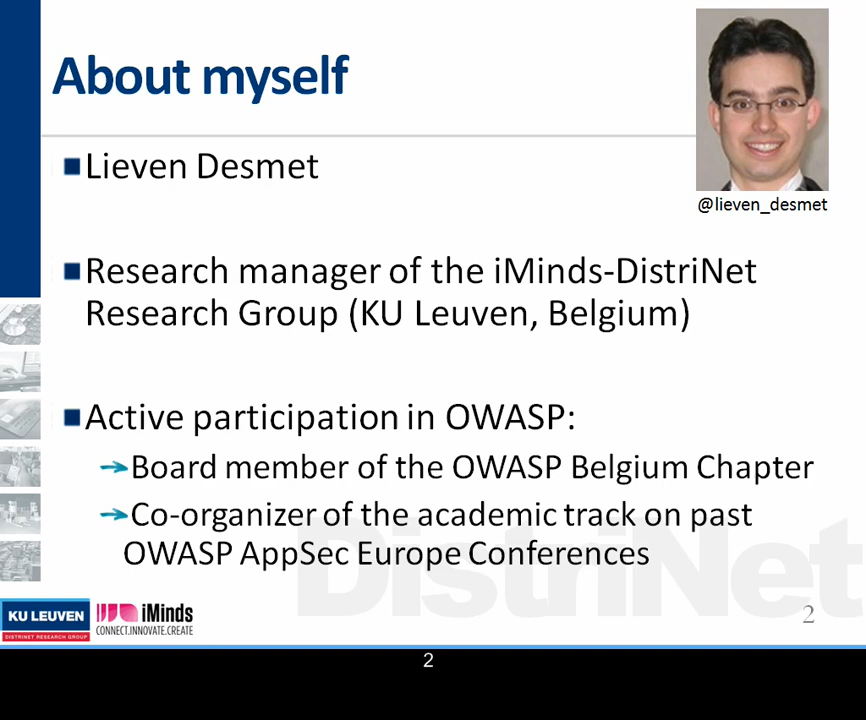 About myself
@lieven_desmet
Lieven Desmet
Research manager of the iMinds-DistriNet
Research Group (KU Leuven, Belgium)
Active participation in OWASP:
Board member of the OWASP Belgium Chapter
Co-organizer of the academic track on past
OWASP AppSec Europe Conferences
DistriNet
KU LEUVEN
DISTRINET RESEARCH GROUP
iMinds
CONNECT.INNOVATE.CREATE
2
2